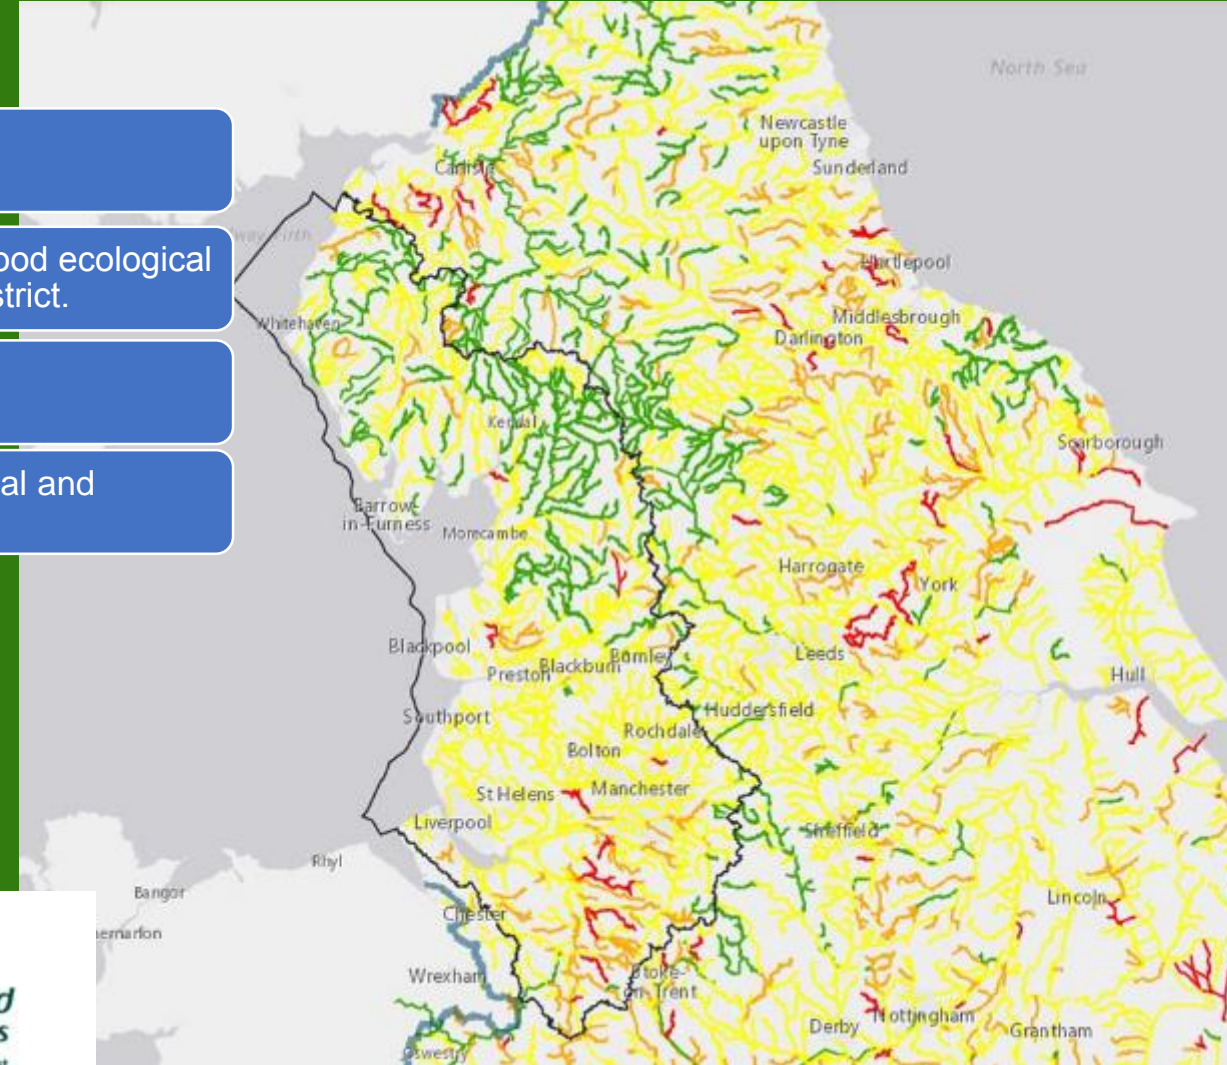 North Sea
Newcastle
upon Tyne
Sunderland
Carlisle
Firth
ood ecological
strict.
Hartlepool
Whitehaven
Middlesbrough
Darlington
Kendal
Scarborough
al and
Barrow-
in-Furness
Morecambe
Harrogate
York
Blackpool
Burnley
Leeds
Preston
Blackburn
Hull
Southport
Huddersfield
Rochdale
Bolton
St Helens
Manchester
Liverpool
Sheffield
Rhyl
Bangor
Lincoln
Chester
ernarfon
Wrexham
Stoke-
on-Trent
d
s
Nottingham
Derby
Grantham
Oswestry